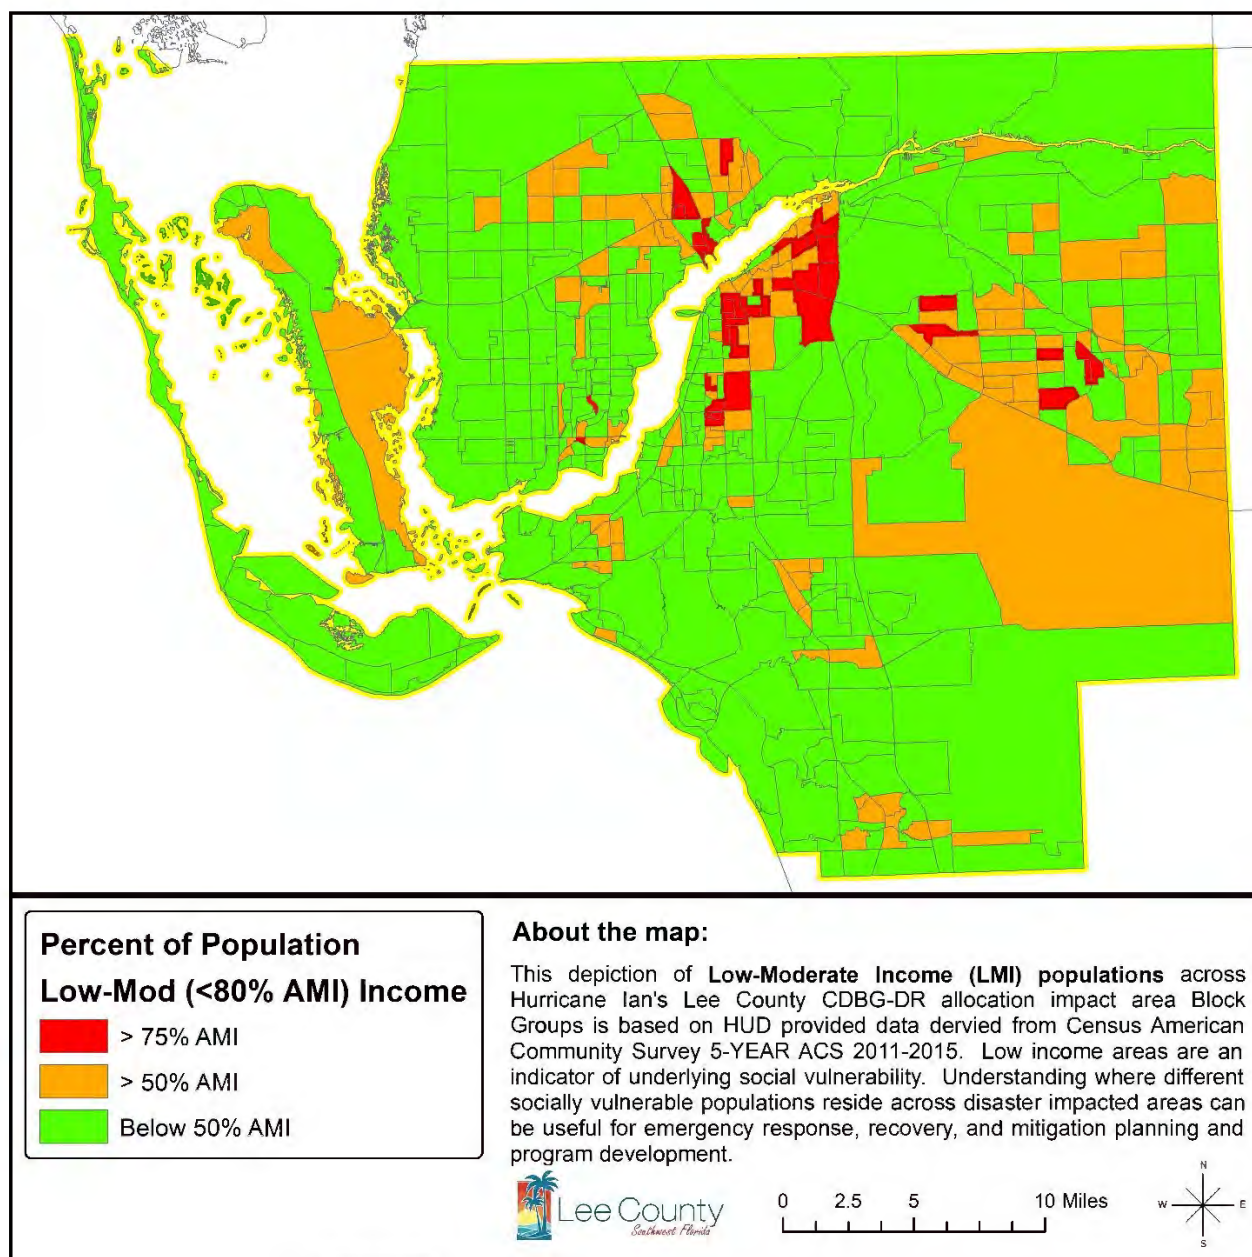 Percent of Population
Low-Mod (<80% AMI) Income
> 75% AMI
> 50% AMI
Below 50% AMI
About the map:
This depiction of Low-Moderate Income (LMI) populations across
Hurricane Ian's Lee County CDBG-DR allocation impact area Block
Groups is based on HUD provided data dervied from Census American
Community Survey 5-YEAR ACS 2011-2015. Low income areas are an
indicator of underlying social vulnerability. Understanding where different
socially vulnerable populations reside across disaster impacted areas can
be useful for emergency response, recovery, and mitigation planning and
program development.
Lee County
Southwest Florida
0 2.5 5 10 Miles
N
W E
S